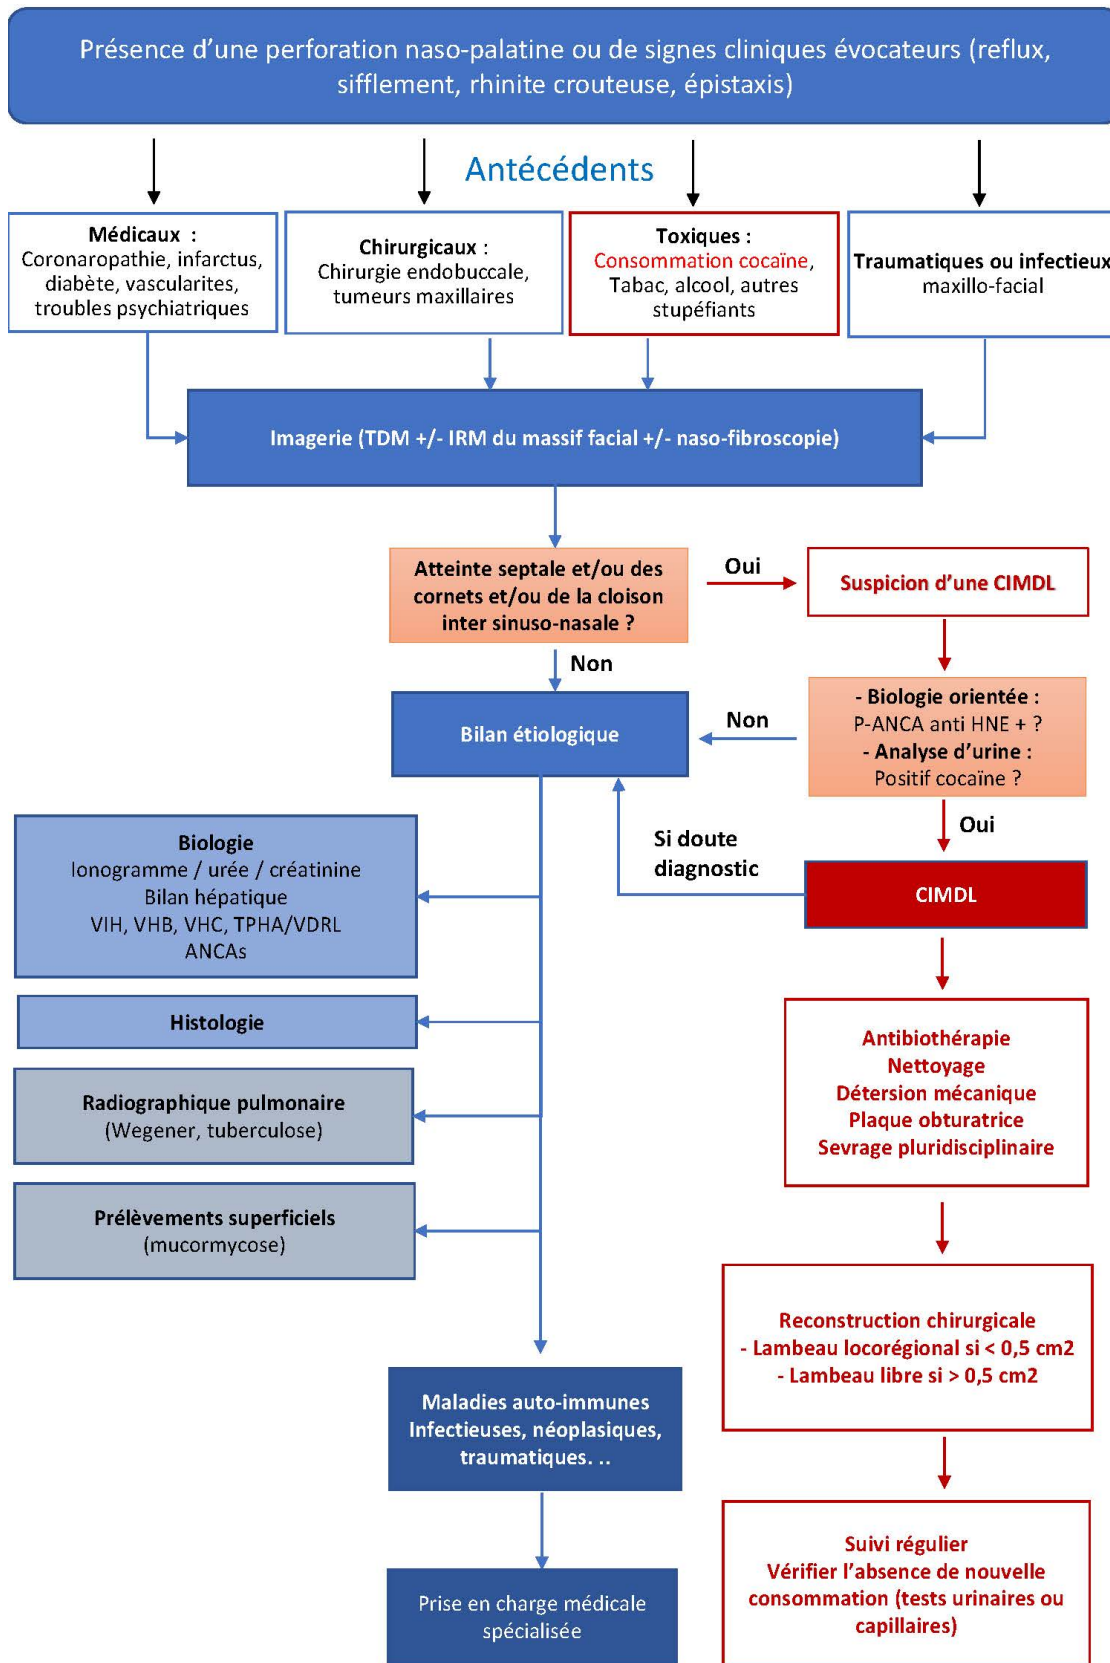 Présence d’une perforation naso-palatine ou de signes cliniques évocateurs (reflux,
sifflement, rhinite crouteuse, épistaxis)
Antécédents
Médicaux :
Coronaropathie, infarctus,
diabète, vascularites,
troubles psychiatriques
Chirurgicaux :
Chirurgie endobuccale,
tumeurs maxillaires
Toxiques :
Consommation cocaïne,
Tabac, alcool, autres
stupéfiants
Traumatiques ou infectieux
maxillo-facial
Imagerie (TDM +/- IRM du massif facial +/- naso-fibroscopie)
Atteinte septale et/ou des
cornets et/ou de la cloison
inter sinuso-nasale ?
Oui
Suspicion d’une CIMDL
Non
Bilan étiologique
Non
- Biologie orientée :
P-ANCA anti HNE + ?
- Analyse d’urine :
Positif cocaïne ?
Oui
Si doute
diagnostic
CIMDL
Biologie
Ionogramme / urée / créatinine
Bilan hépatique
VIH, VHB, VHC, TPHA/VDRL
ANCAs
Histologie
Radiographique pulmonaire
(Wegener, tuberculose)
Prélèvements superficiels
(mucormycose)
Antibiothérapie
Nettoyage
Détersion mécanique
Plaque obturatrice
Sevrage pluridisciplinaire
Reconstruction chirurgicale
- Lambeau locorégional si < 0,5 cm2
- Lambeau libre si > 0,5 cm2
Maladies auto-immunes
Infectieuses, néoplasiques,
traumatiques. ..
Suivi régulier
Vérifier l’absence de nouvelle
consommation (tests urinaires ou
capillaires)
Prise en charge médicale
spécialisée